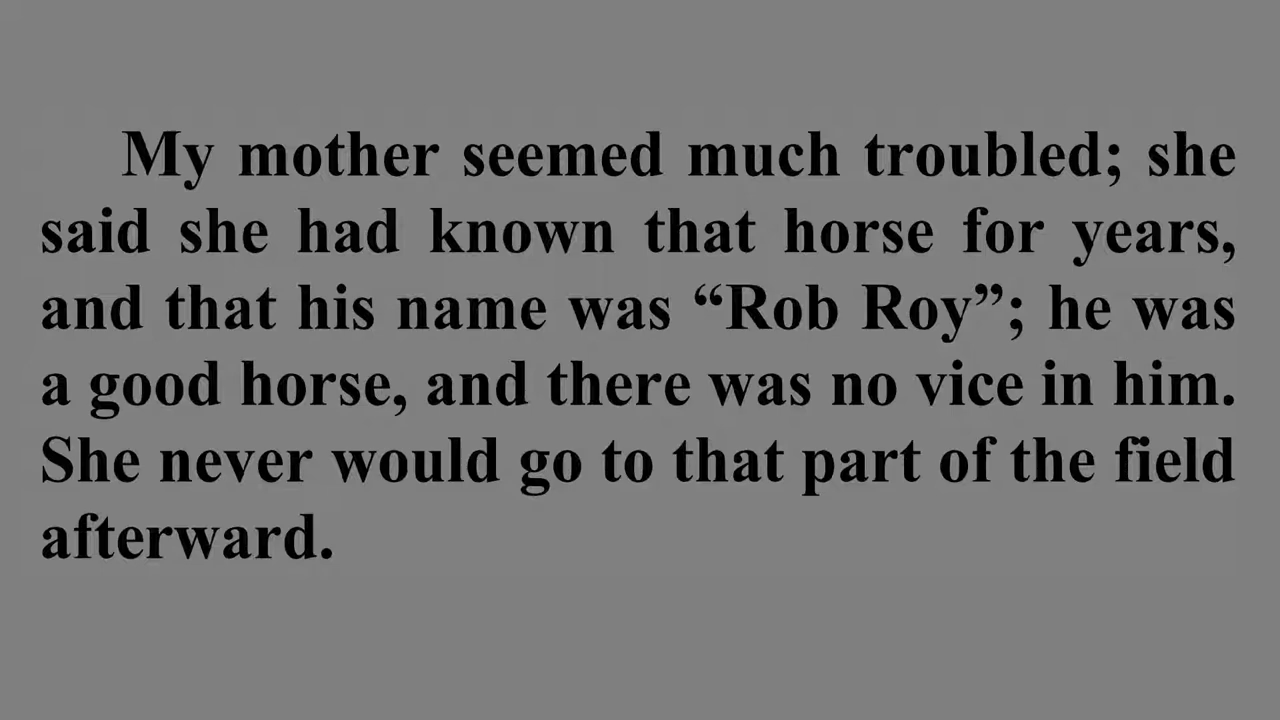 My mother seemed much troubled; she
said she had known that horse for years,
and that his name was “Rob Roy”; he was
a good horse, and there was no vice in him.
She never would go to that part of the field
afterward.